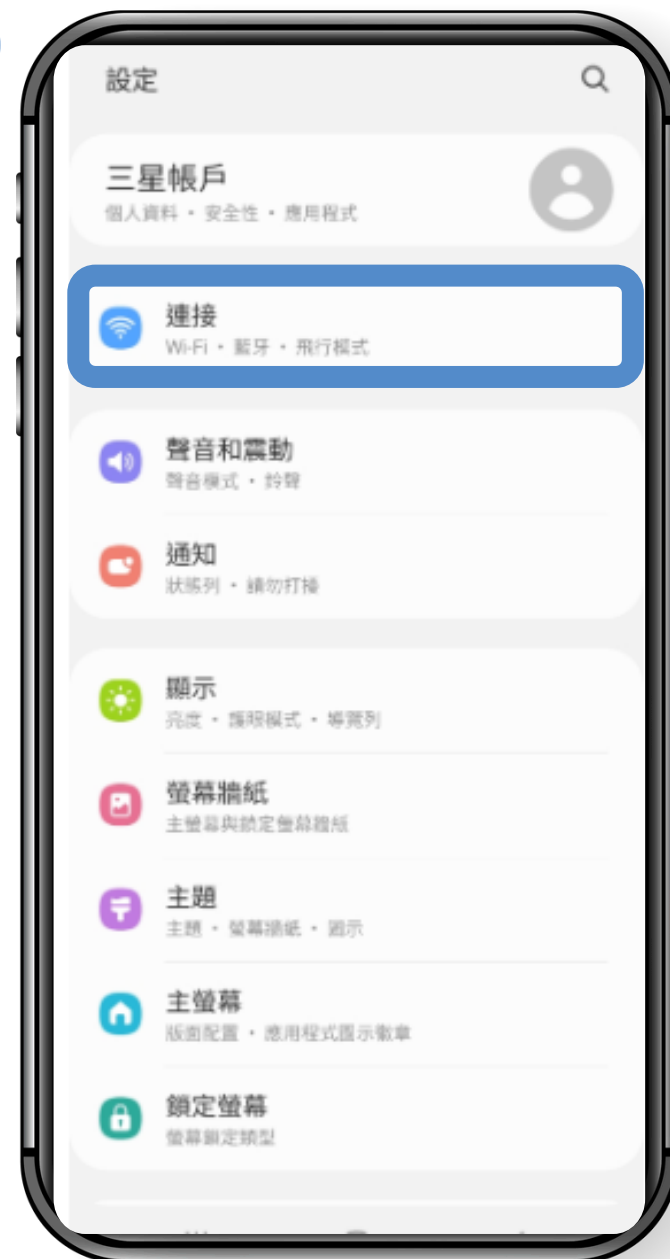 設定
三星帳戶
個人資料 • 安全性 • 應用程式
連接
Wi-Fi • 藍牙 • 飛行模式
聲音和震動
聲音模式 • 鈴聲
通知
狀態列 • 請勿打擾
顯示
亮度 • 護眼模式 • 導覽列
螢幕牆紙
主螢幕與鎖定螢幕牆紙
主題
主題 • 螢幕牆紙 • 圖示
主螢幕
版面配置 • 應用程式圖示徽章
鎖定螢幕
螢幕鎖定類型